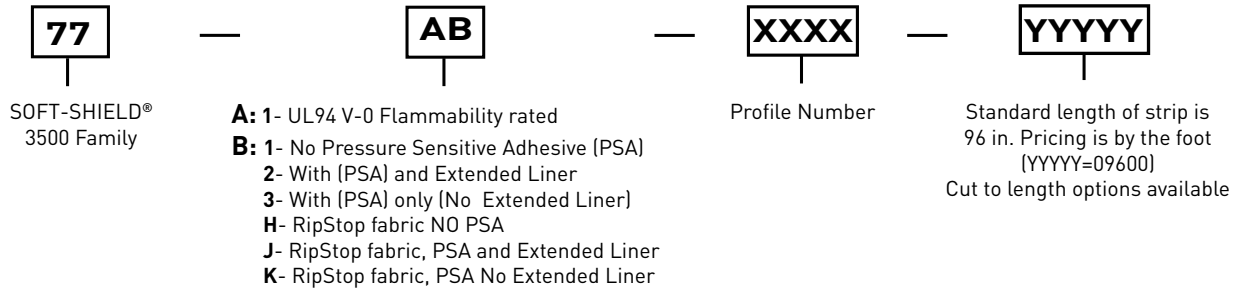 77 — AB — XXXX — YYYYY
SOFT-SHIELD®
3500 Family
A: 1- UL94 V-0 Flammability rated
B: 1- No Pressure Sensitive Adhesive (PSA)
2- With (PSA) and Extended Liner
3- With (PSA) only (No Extended Liner)
H- RipStop fabric NO PSA
J- RipStop fabric, PSA and Extended Liner
K- RipStop fabric, PSA No Extended Liner
Profile Number
Standard length of strip is
96 in. Pricing is by the foot
(YYYYY=09600)
Cut to length options available